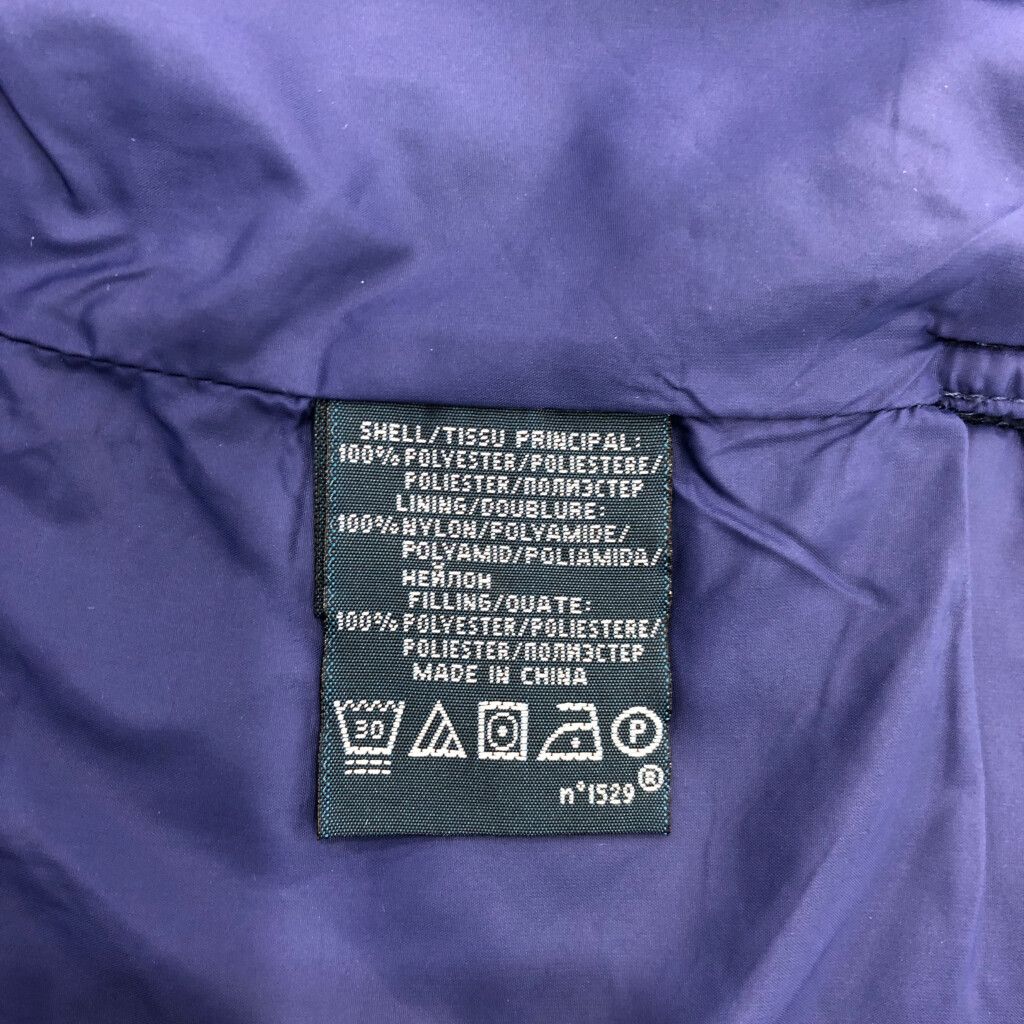 SHELL/TISSU PRINCIPAL:
100% POLYESTER/POLIESTERE/
POLIESTER/ПОЛИЭСТЕР
LINING/DOUBLURE:
100% NYLON/POLYAMIDE/
POLYAMID/POLIAMIDA/
НЕЙЛОН
FILLING/OUATE:
100% POLYESTER/POLIESTERE/
POLIESTER/ПОЛИЭСТЕР
MADE IN CHINA
30 P
n°1529®